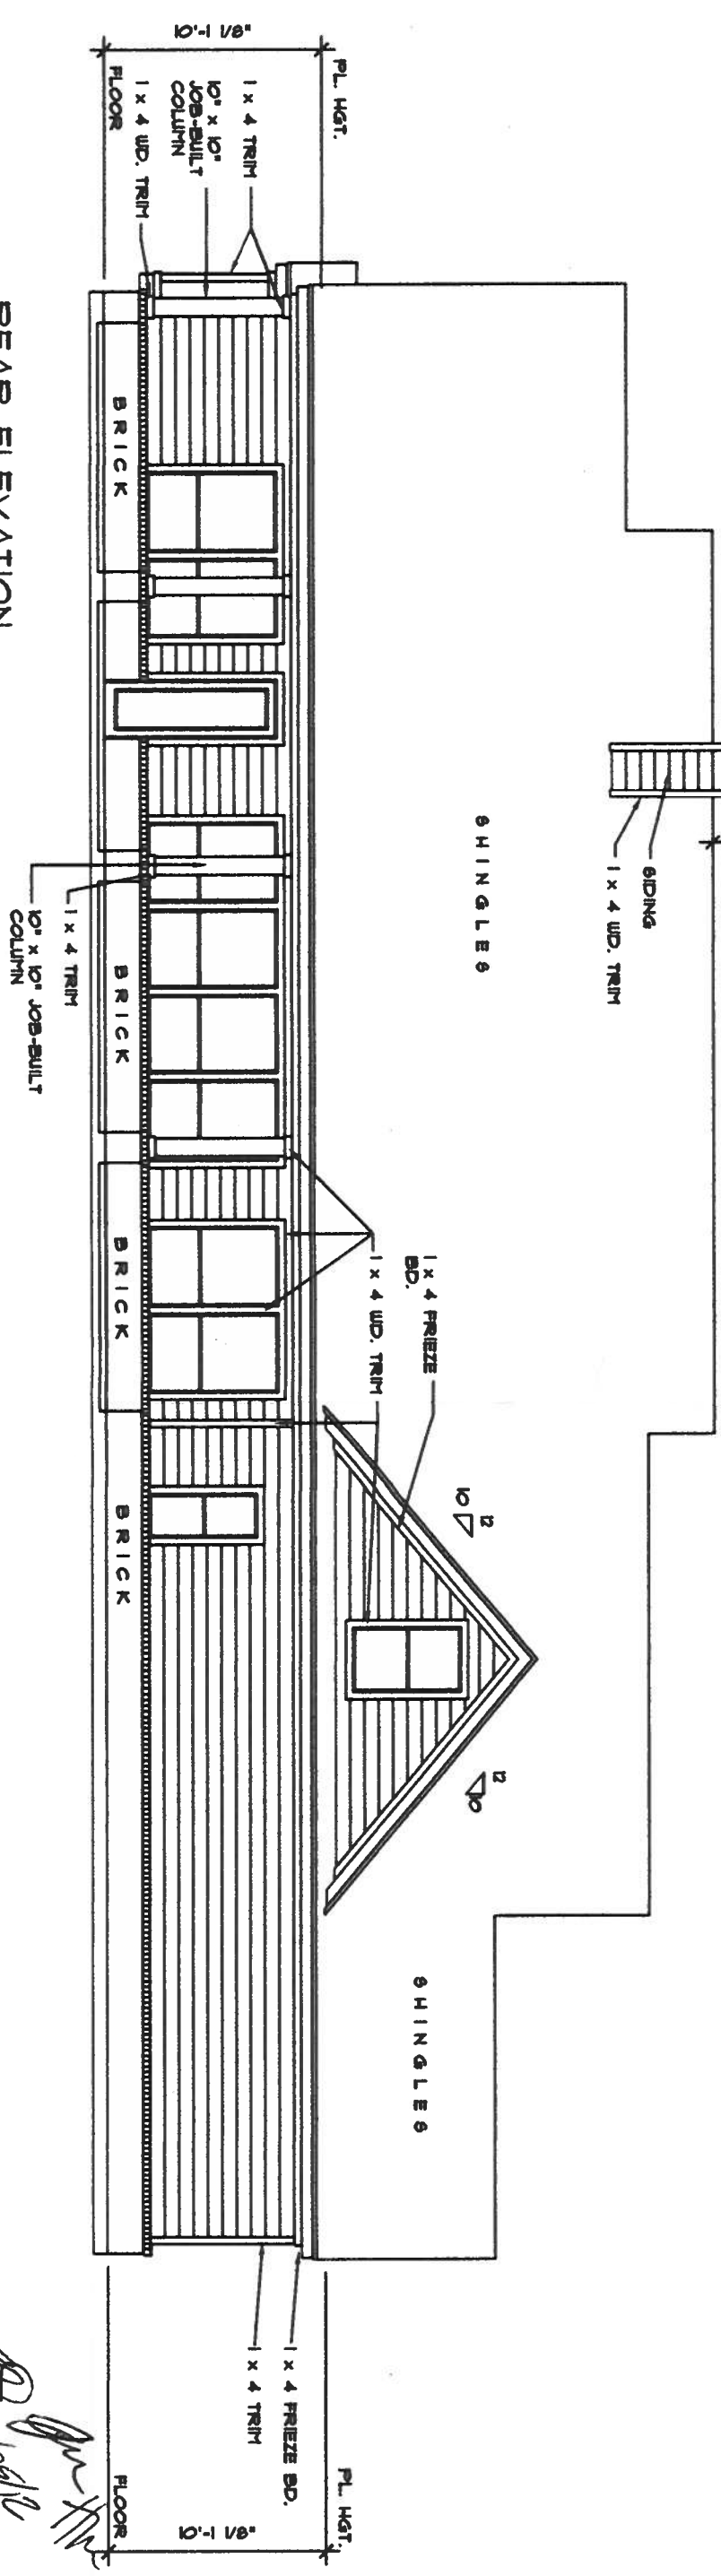 PL. HGT.
10'-1 1/8"
FLOOR
1 x 4 TRIM
10" x 10"
JOB-BUILT
COLUMN
1 x 4 WD. TRIM
SIDING
1 x 4 WD. TRIM
SHINGLES
1 x 4 FRIEZE
BD.
1 x 4 WD. TRIM
12
10
12
10
SHINGLES
BRICK
BRICK
BRICK
BRICK
1 x 4 TRIM
10" x 10" JOB-BUILT
COLUMN
1 x 4 FRIEZE BD.
1 x 4 TRIM
PL. HGT.
10'-1 1/8"
FLOOR
REAR ELEVATION